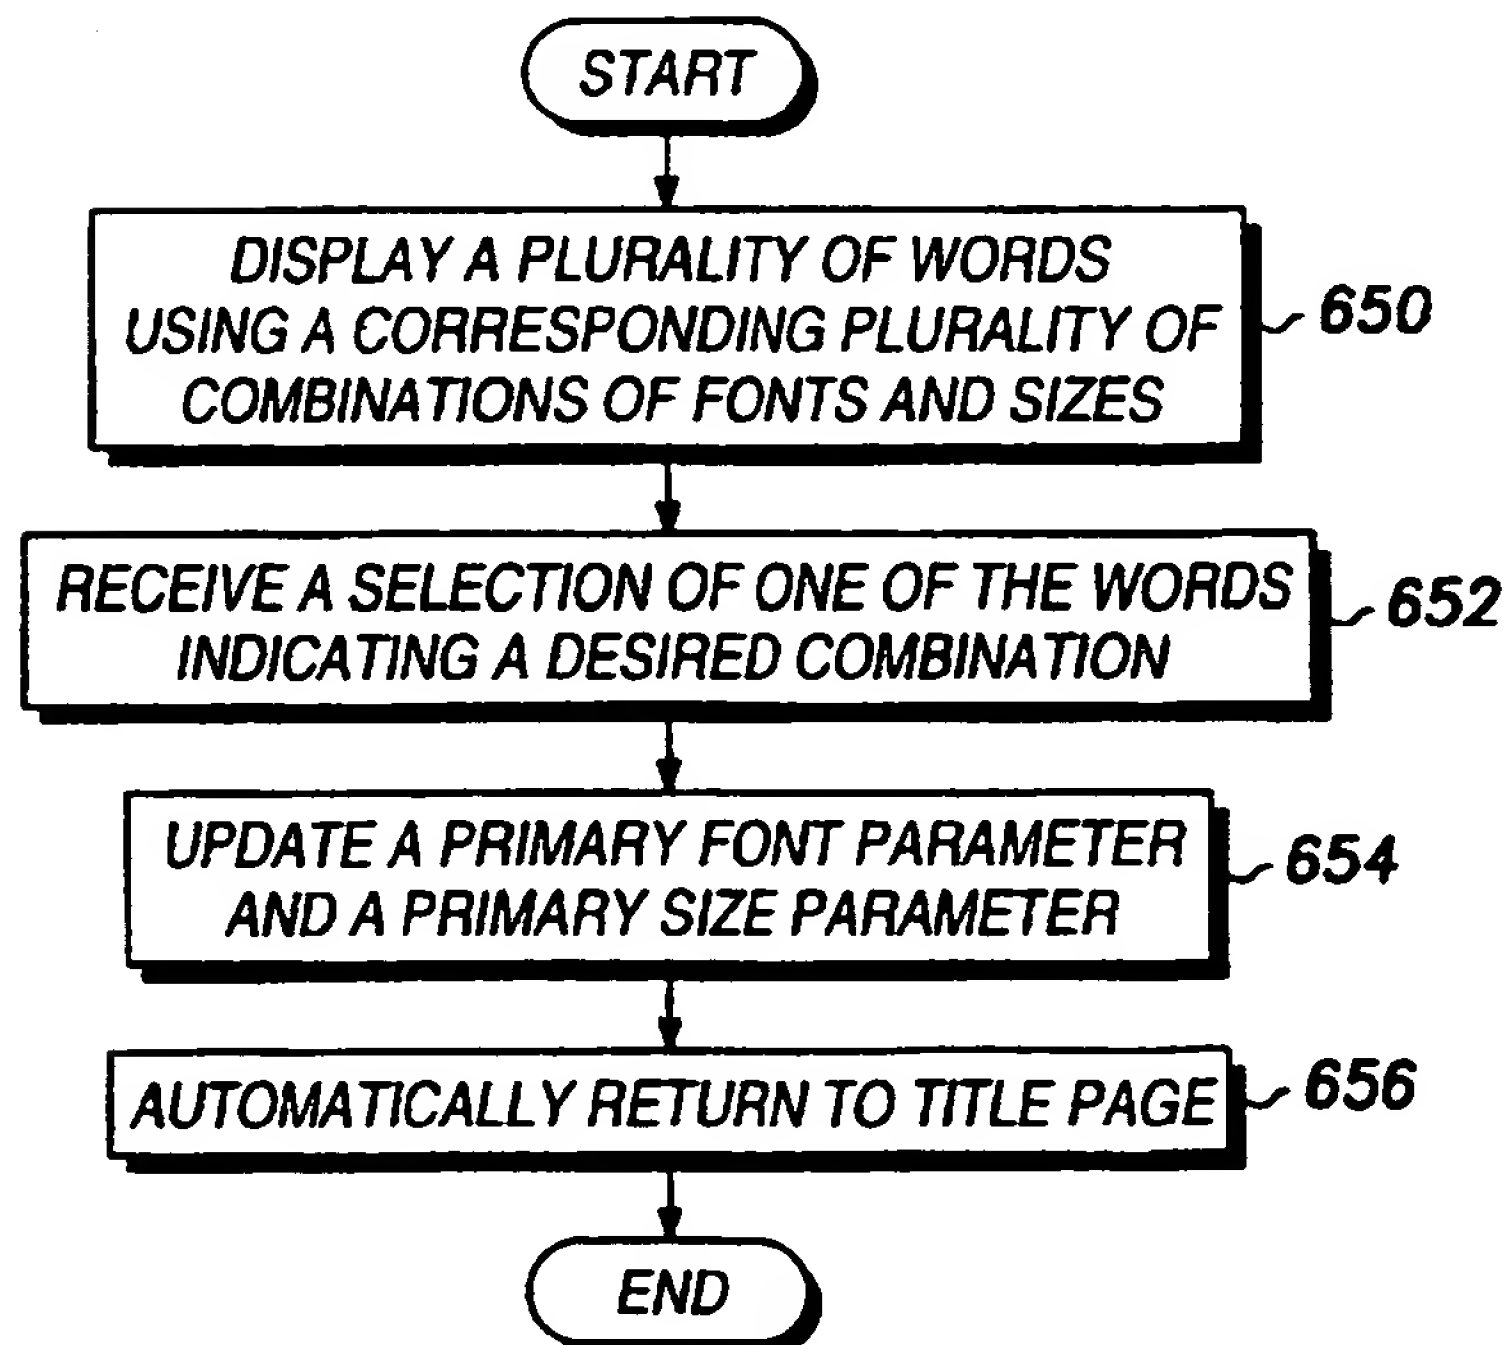 START
DISPLAY A PLURALITY OF WORDS
USING A CORRESPONDING PLURALITY OF
COMBINATIONS OF FONTS AND SIZES
650
RECEIVE A SELECTION OF ONE OF THE WORDS
INDICATING A DESIRED COMBINATION
652
UPDATE A PRIMARY FONT PARAMETER
AND A PRIMARY SIZE PARAMETER
654
AUTOMATICALLY RETURN TO TITLE PAGE
656
END